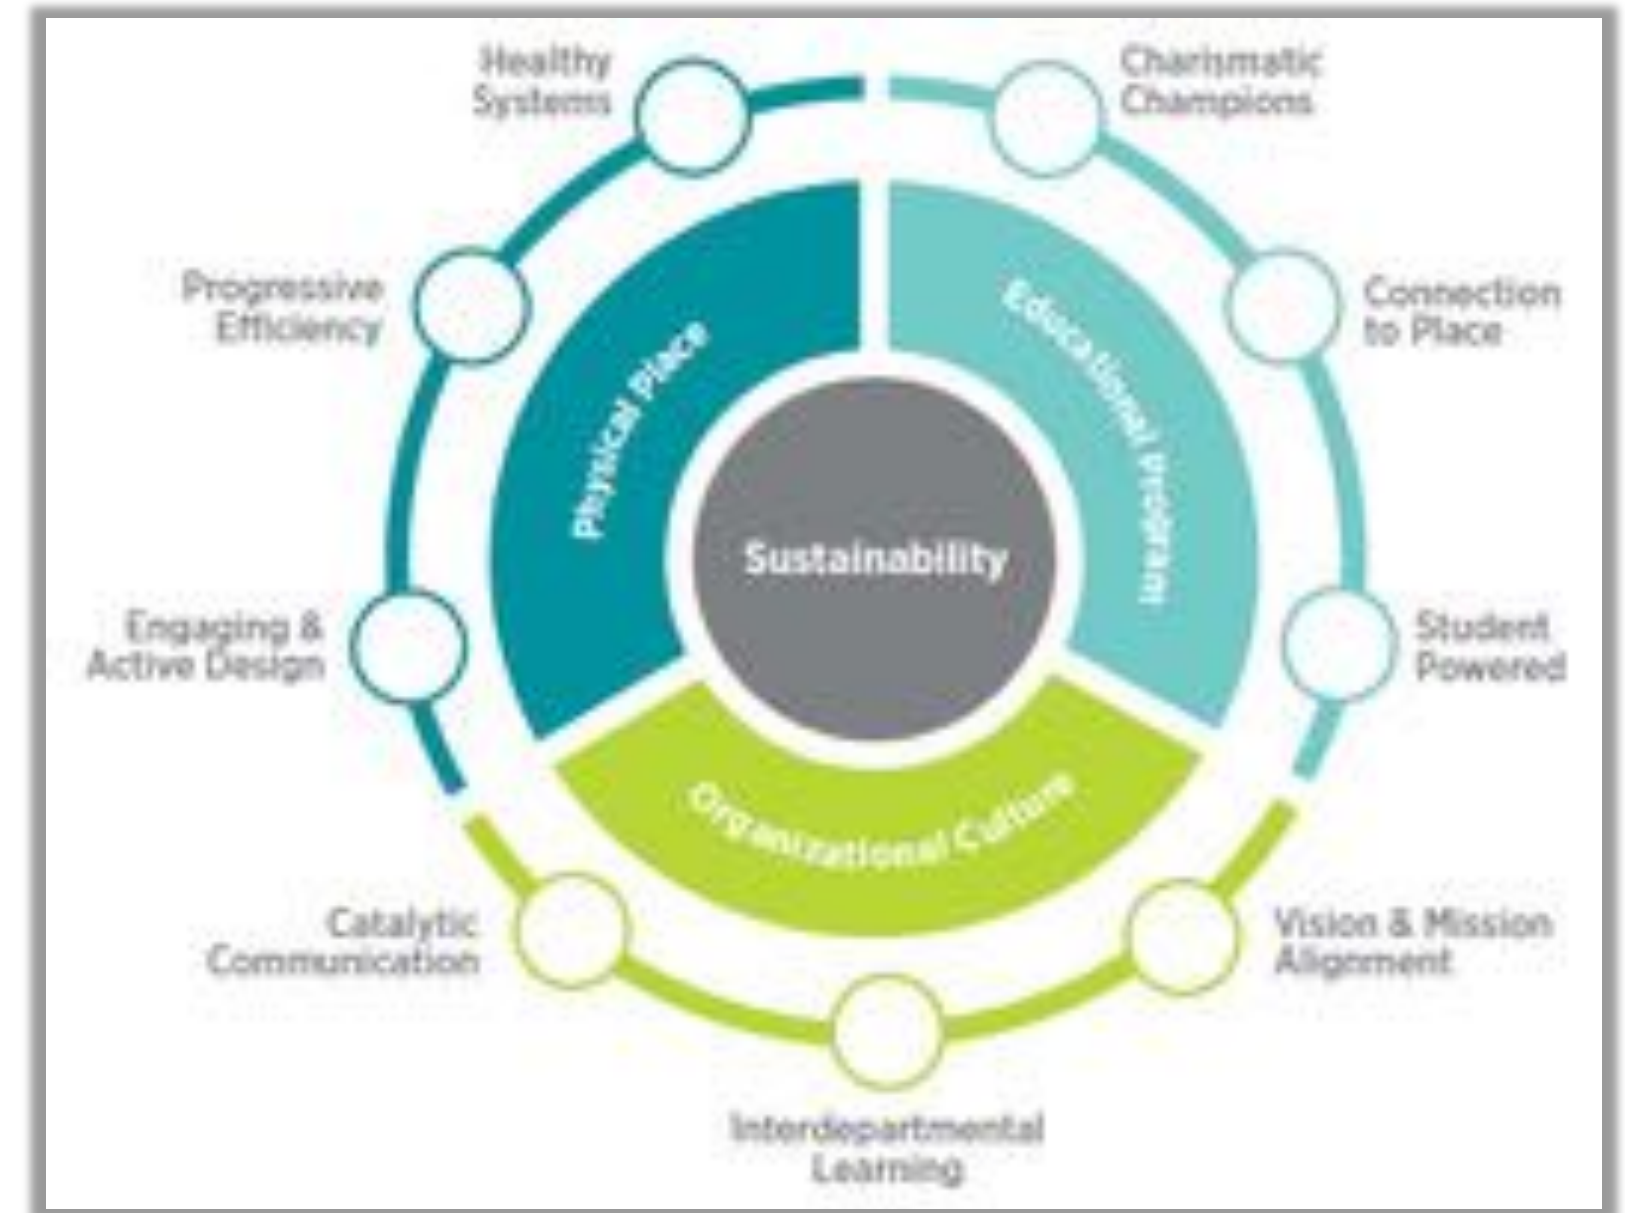 Healthy
Systems
Charismatic
Champions
Progressive
Efficiency
Connection
to Place
Physical Place
Educational Program
Sustainability
Engaging &
Active Design
Student
Powered
Organizational Culture
Catalytic
Communication
Vision & Mission
Alignment
Interdepartmental
Learning